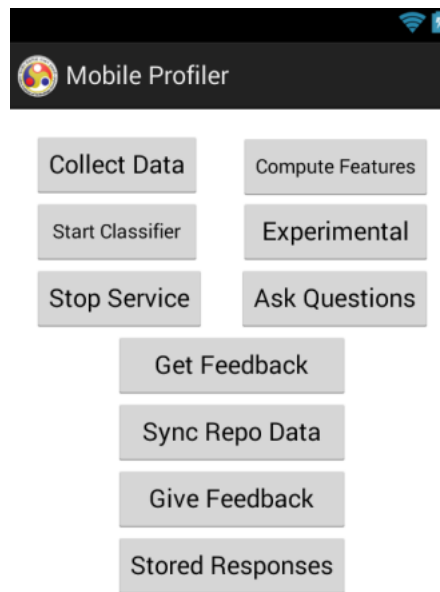 Mobile Profiler
Collect Data
Compute Features
Start Classifier
Experimental
Stop Service
Ask Questions
Get Feedback
Sync Repo Data
Give Feedback
Stored Responses